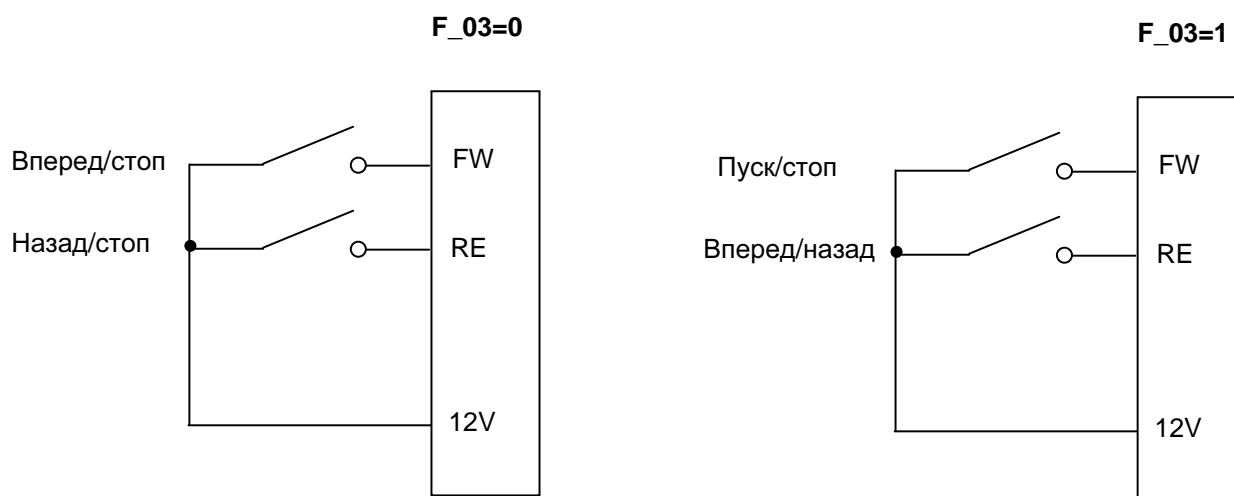 F_03=0
Вперед/стоп
FW
Назад/стоп
RE
12V
F_03=1
Пуск/стоп
FW
Вперед/назад
RE
12V